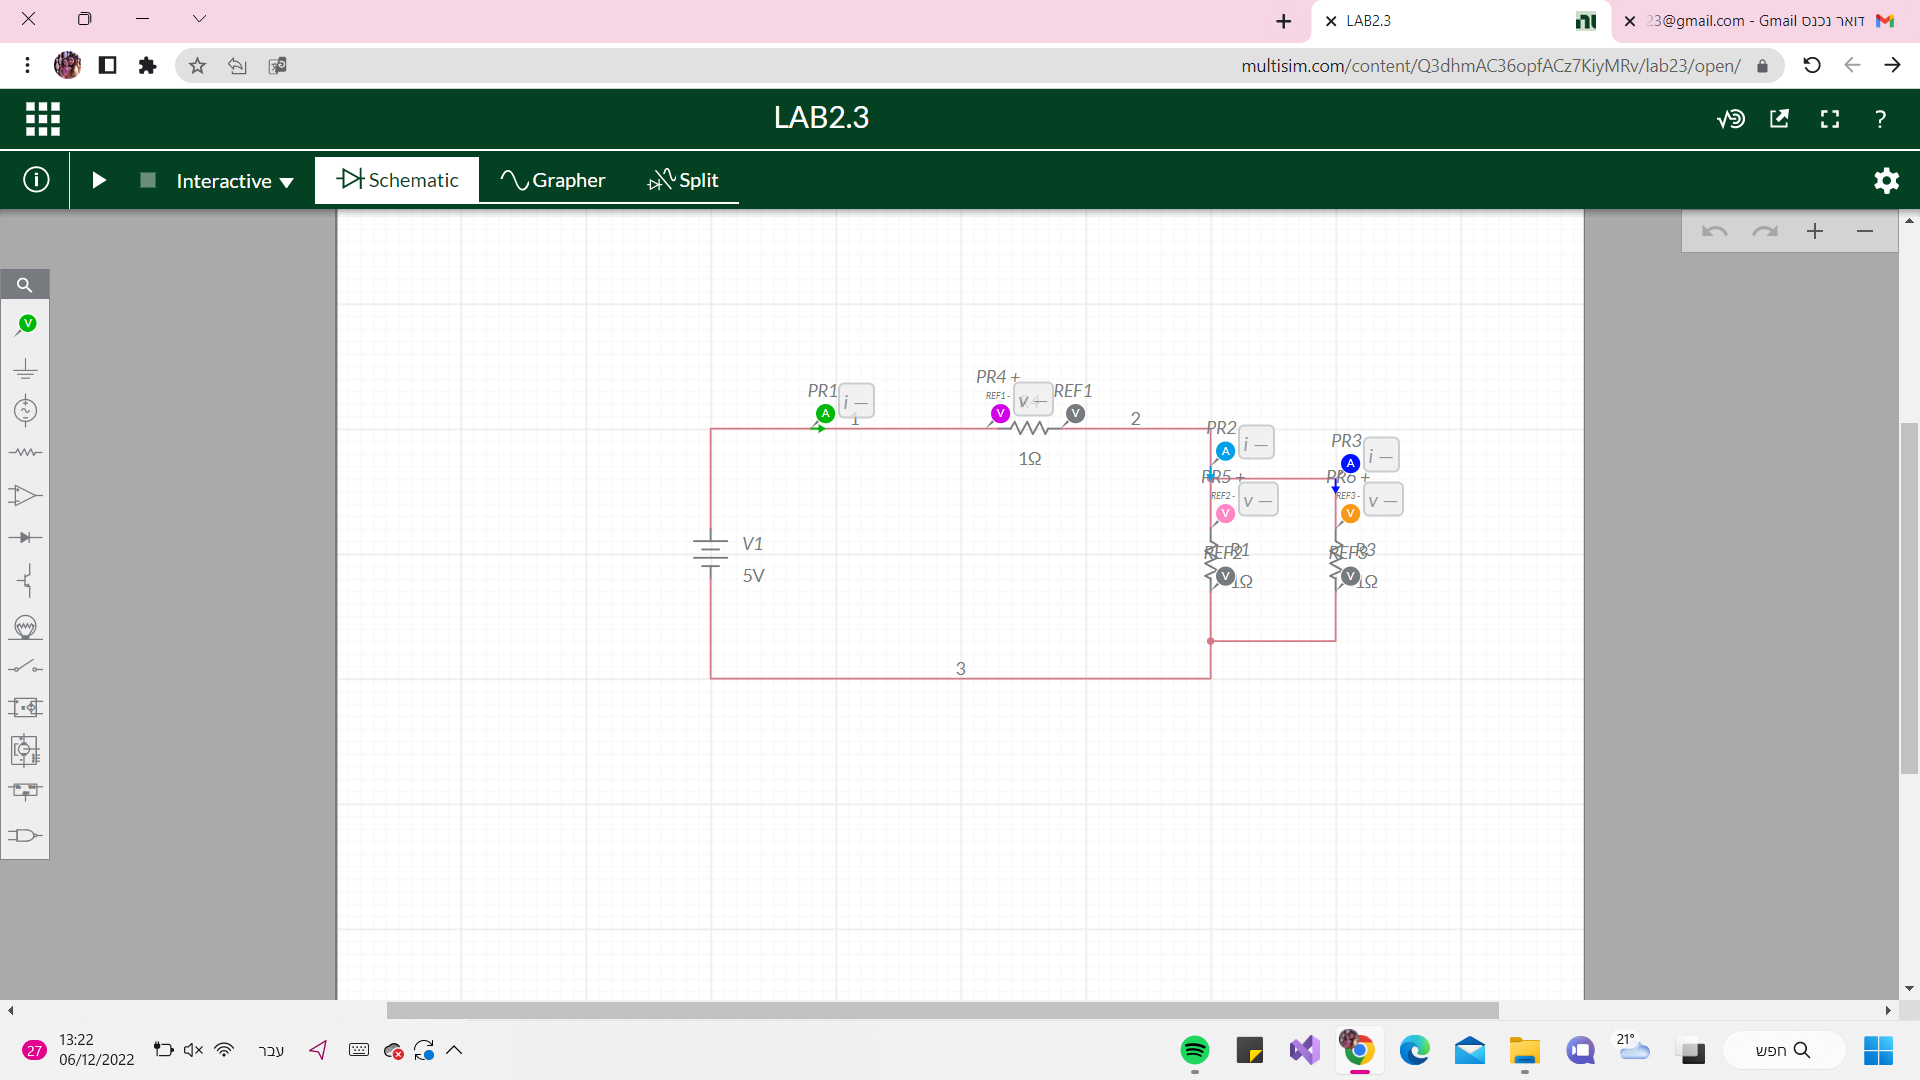 LAB2.3
דואר נכנס 23@gmail.com - Gmail
multisim.com/content/Q3dhmAC36opfACz7KiyMRv/lab23/open/
LAB2.3
?
Interactive
Schematic
Grapher
Split
V
PR1
A
i —
1
PR4 +
REF1 -
V
v —
REF1
V
1Ω
2
PR2
A
i —
PR3
A
i —
PR5 +
REF2 -
V
v —
PR6 +
REF3 -
V
v —
V1
5V
REF2
R1
V
1Ω
REF3
R3
V
1Ω
3
27
13:22
06/12/2022
עבר
21°
חפש